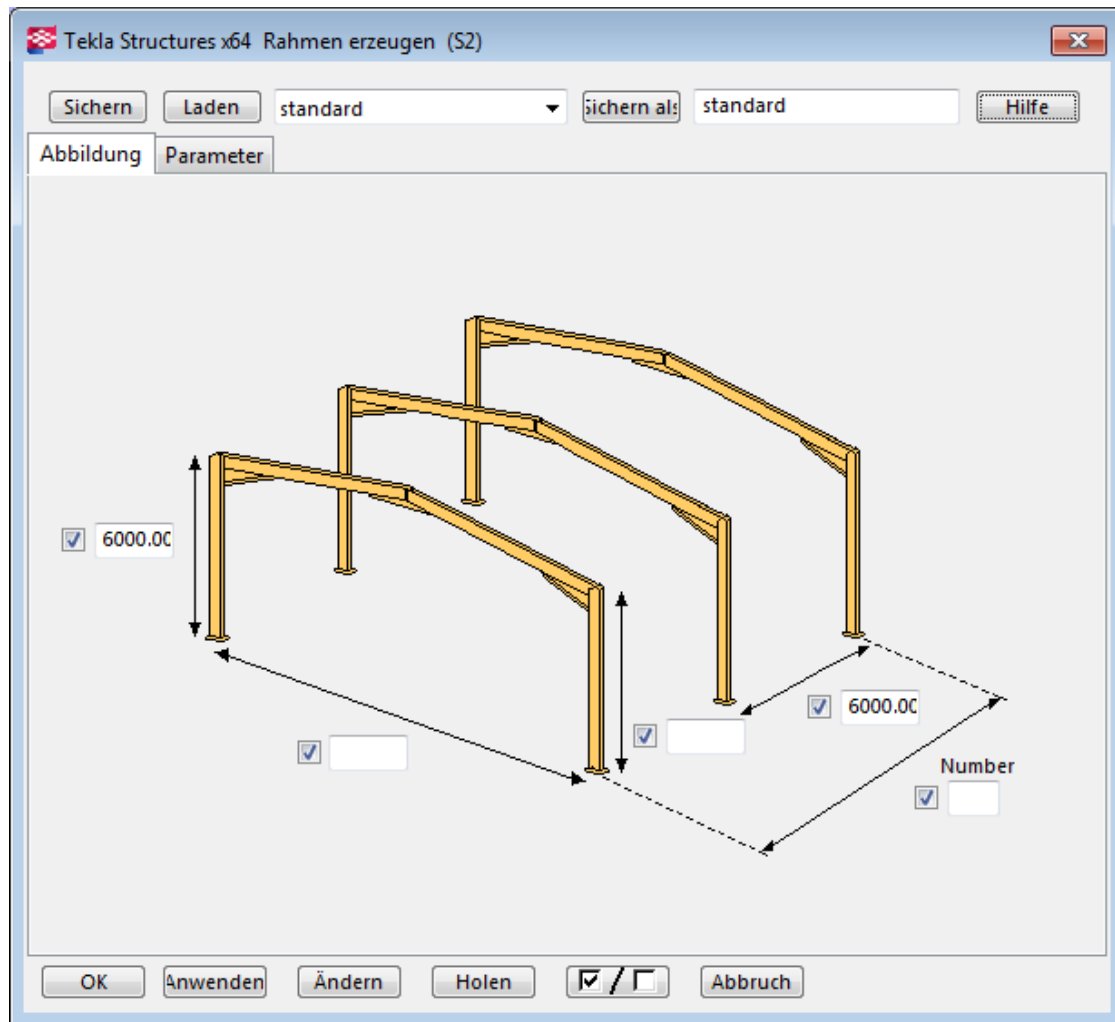 Tekla Structures x64 Rahmen erzeugen (S2)
Sichern Laden standard Sichern als standard Hilfe
Abbildung Parameter
6000.00
6000.00
Number
OK Anwenden Ändern Holen / Abbruch